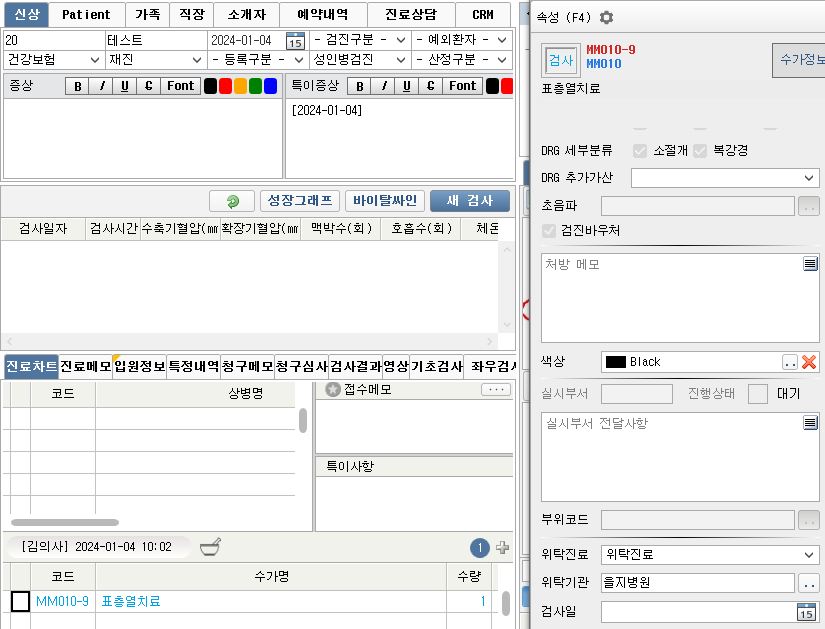 신상 Patient 가족 직장 소개자 예약내역 진료상담 CRM
20 테스트 2024-01-04 15 - 검진구분 - - 예외환자 -
건강보험 재진 - 등록구분 - 성인병검진 - 산정구분 -
증상 B / U C Font
특이증상 B / U C Font
[2024-01-04]
성장그래프 바이탈싸인 새 검사
검사일자 검사시간 수축기혈압(㎜ 확장기혈압(㎜ 맥박수(회) 호흡수(회) 체온
진료차트 진료메모 입원정보 특정내역 청구메모 청구심사 검사결과 영상 기초검사 좌우검사
코드 상병명
접수메모 ...
특이사항
[김의사] 2024-01-04 10:02 1
코드 수가명 수량
MM010-9 표층열치료 1
속성 (F4)
검사 MM010-9
MM010
수가정보
표층열치료
DRG 세부분류 소절개 복강경
DRG 추가가산
초음파 ..
검진바우처
처방 메모
색상 Black ..
실시부서 진행상태 대기
실시부서 전달사항
부위코드 ..
위탁진료 위탁진료
위탁기관 을지병원 ..
검사일 15